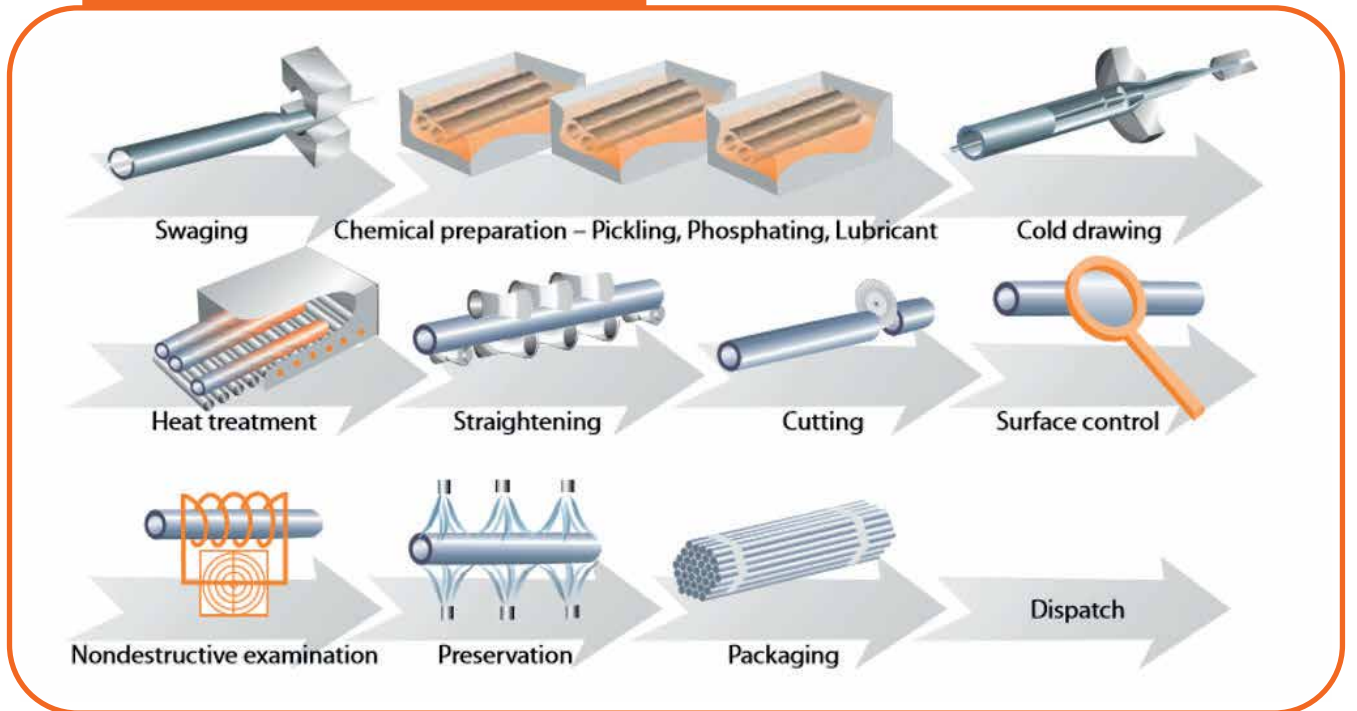 Swaging
Chemical preparation – Pickling, Phosphating, Lubricant
Cold drawing
Heat treatment
Straightening
Cutting
Surface control
Nondestructive examination
Preservation
Packaging
Dispatch